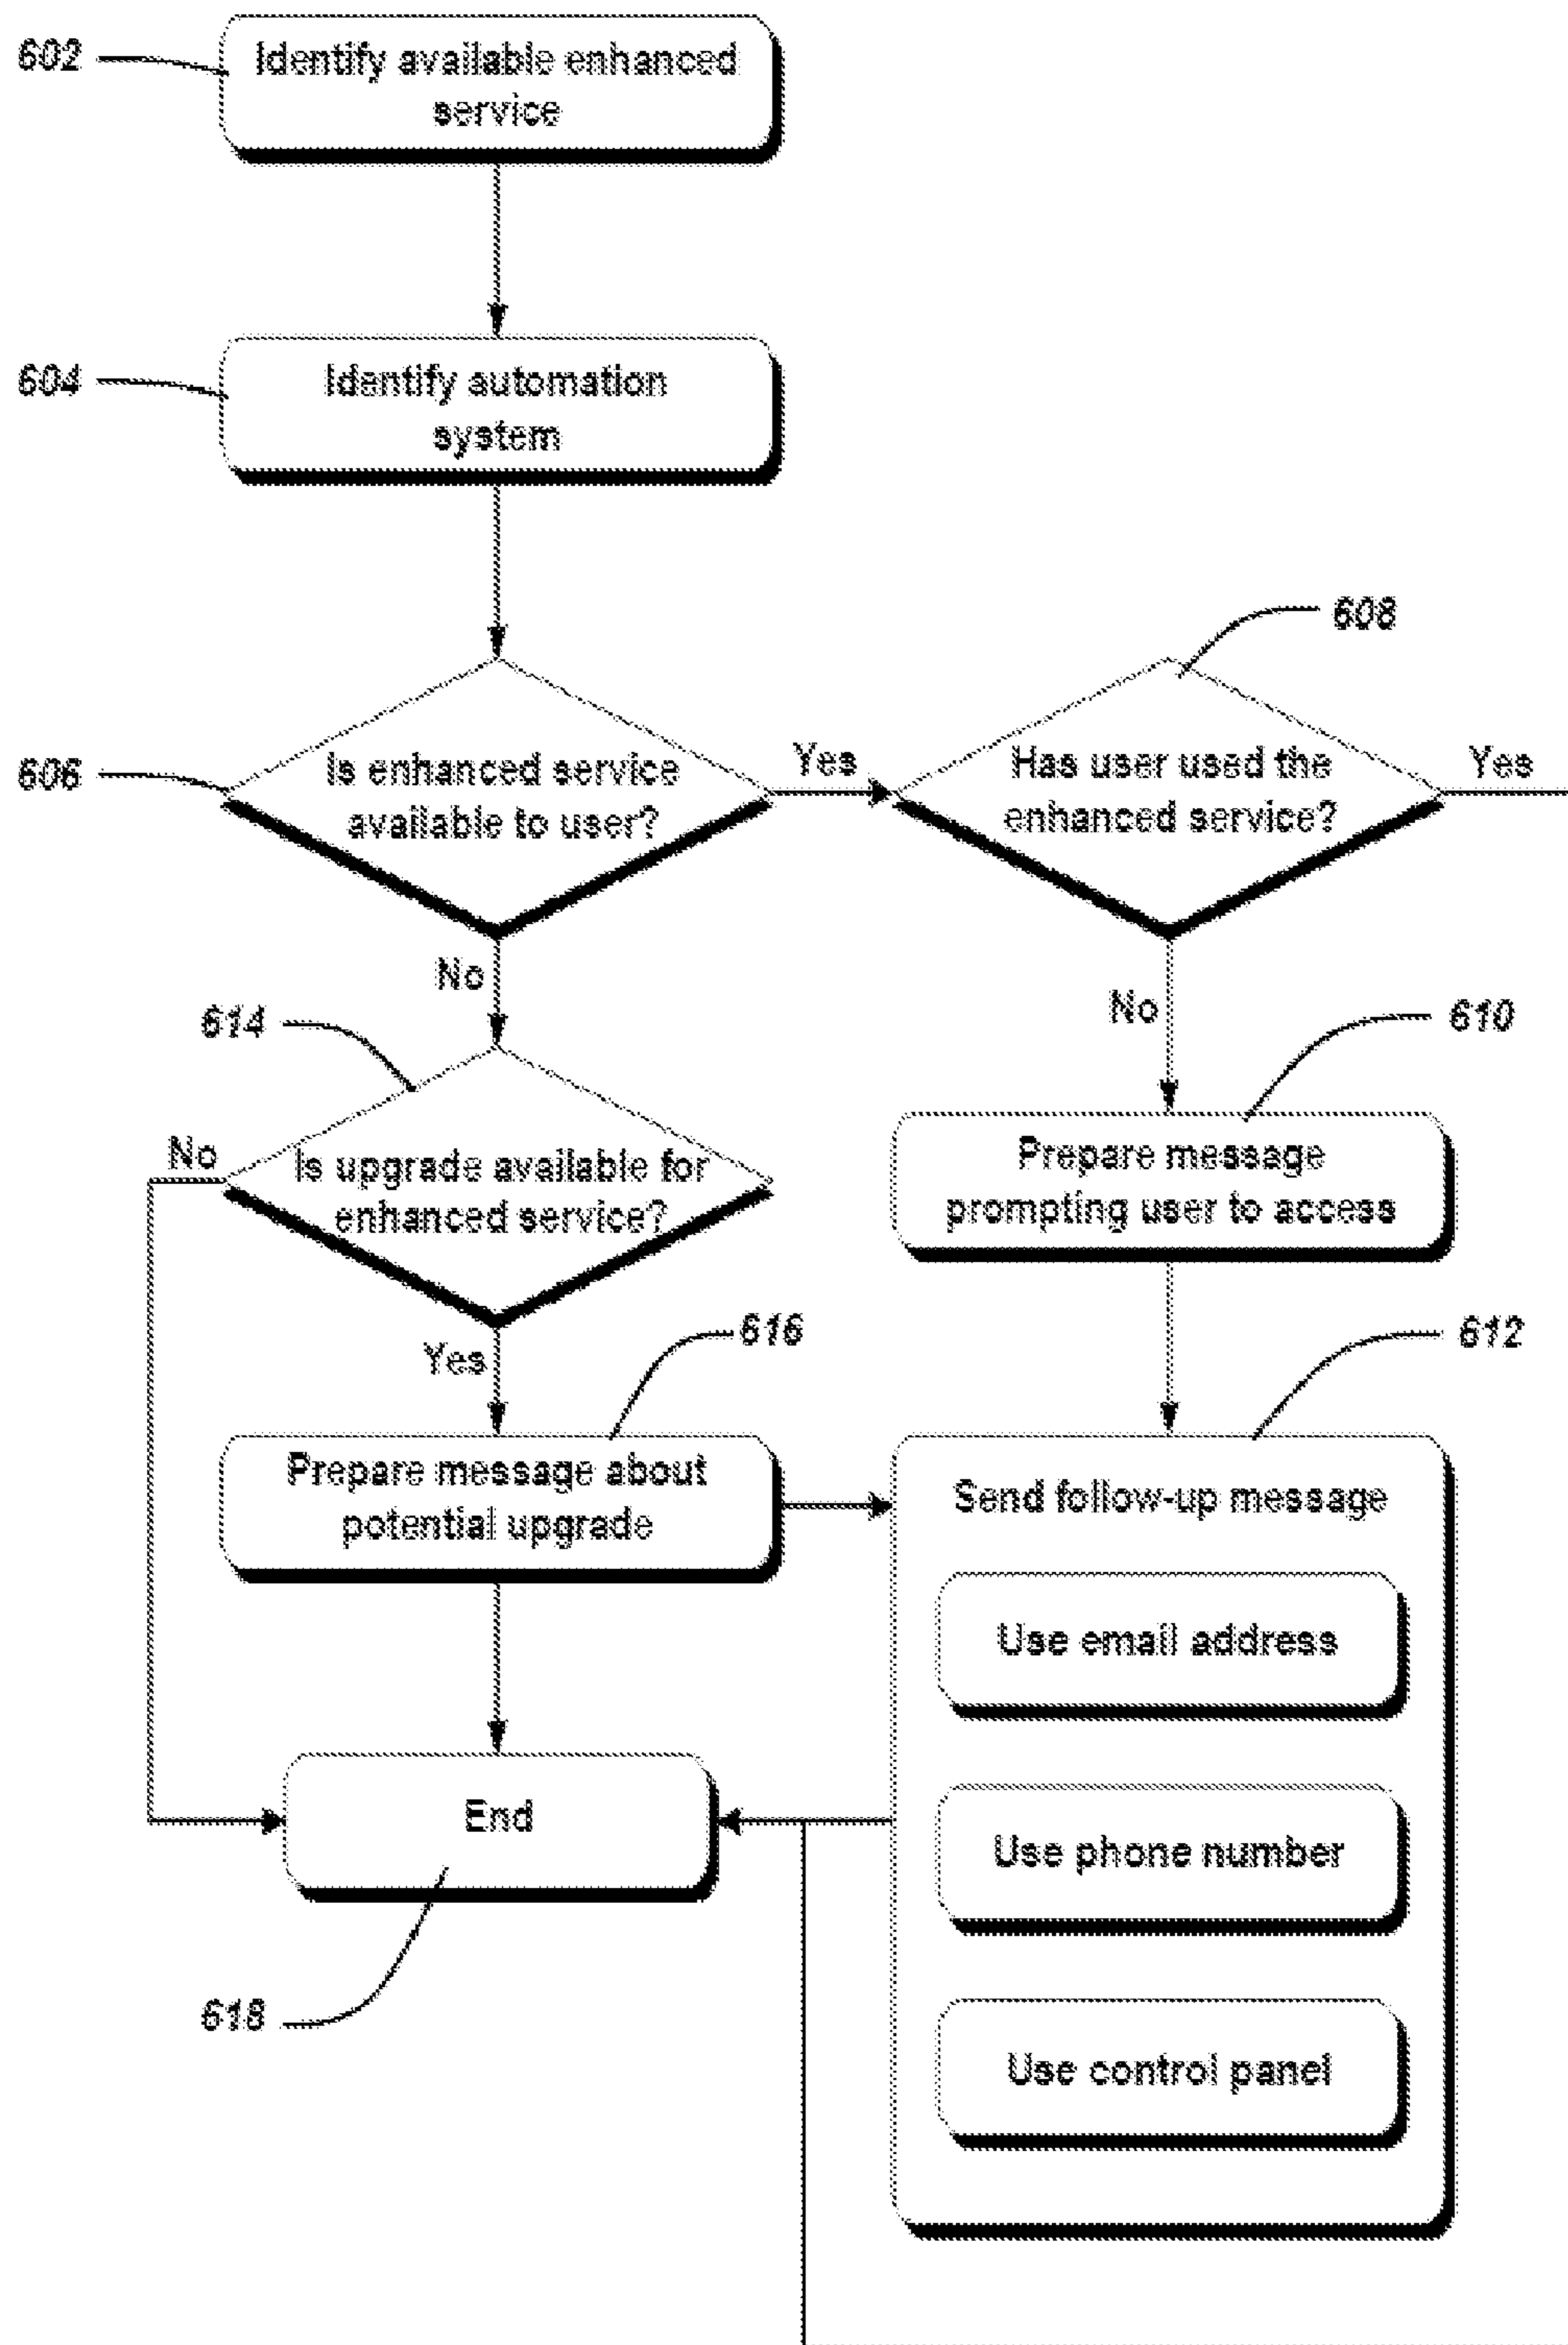 602
Identify available enhanced
service
604
Identify automation
system
608
606
Is enhanced service
available to user?
Yes
Has user used the
enhanced service?
Yes
No
614
No
610
No
Is upgrade available for
enhanced service?
Prepare message
prompting user to access
Yes
616
612
Prepare message about
potential upgrade
Send follow-up message
Use email address
End
Use phone number
618
Use control panel